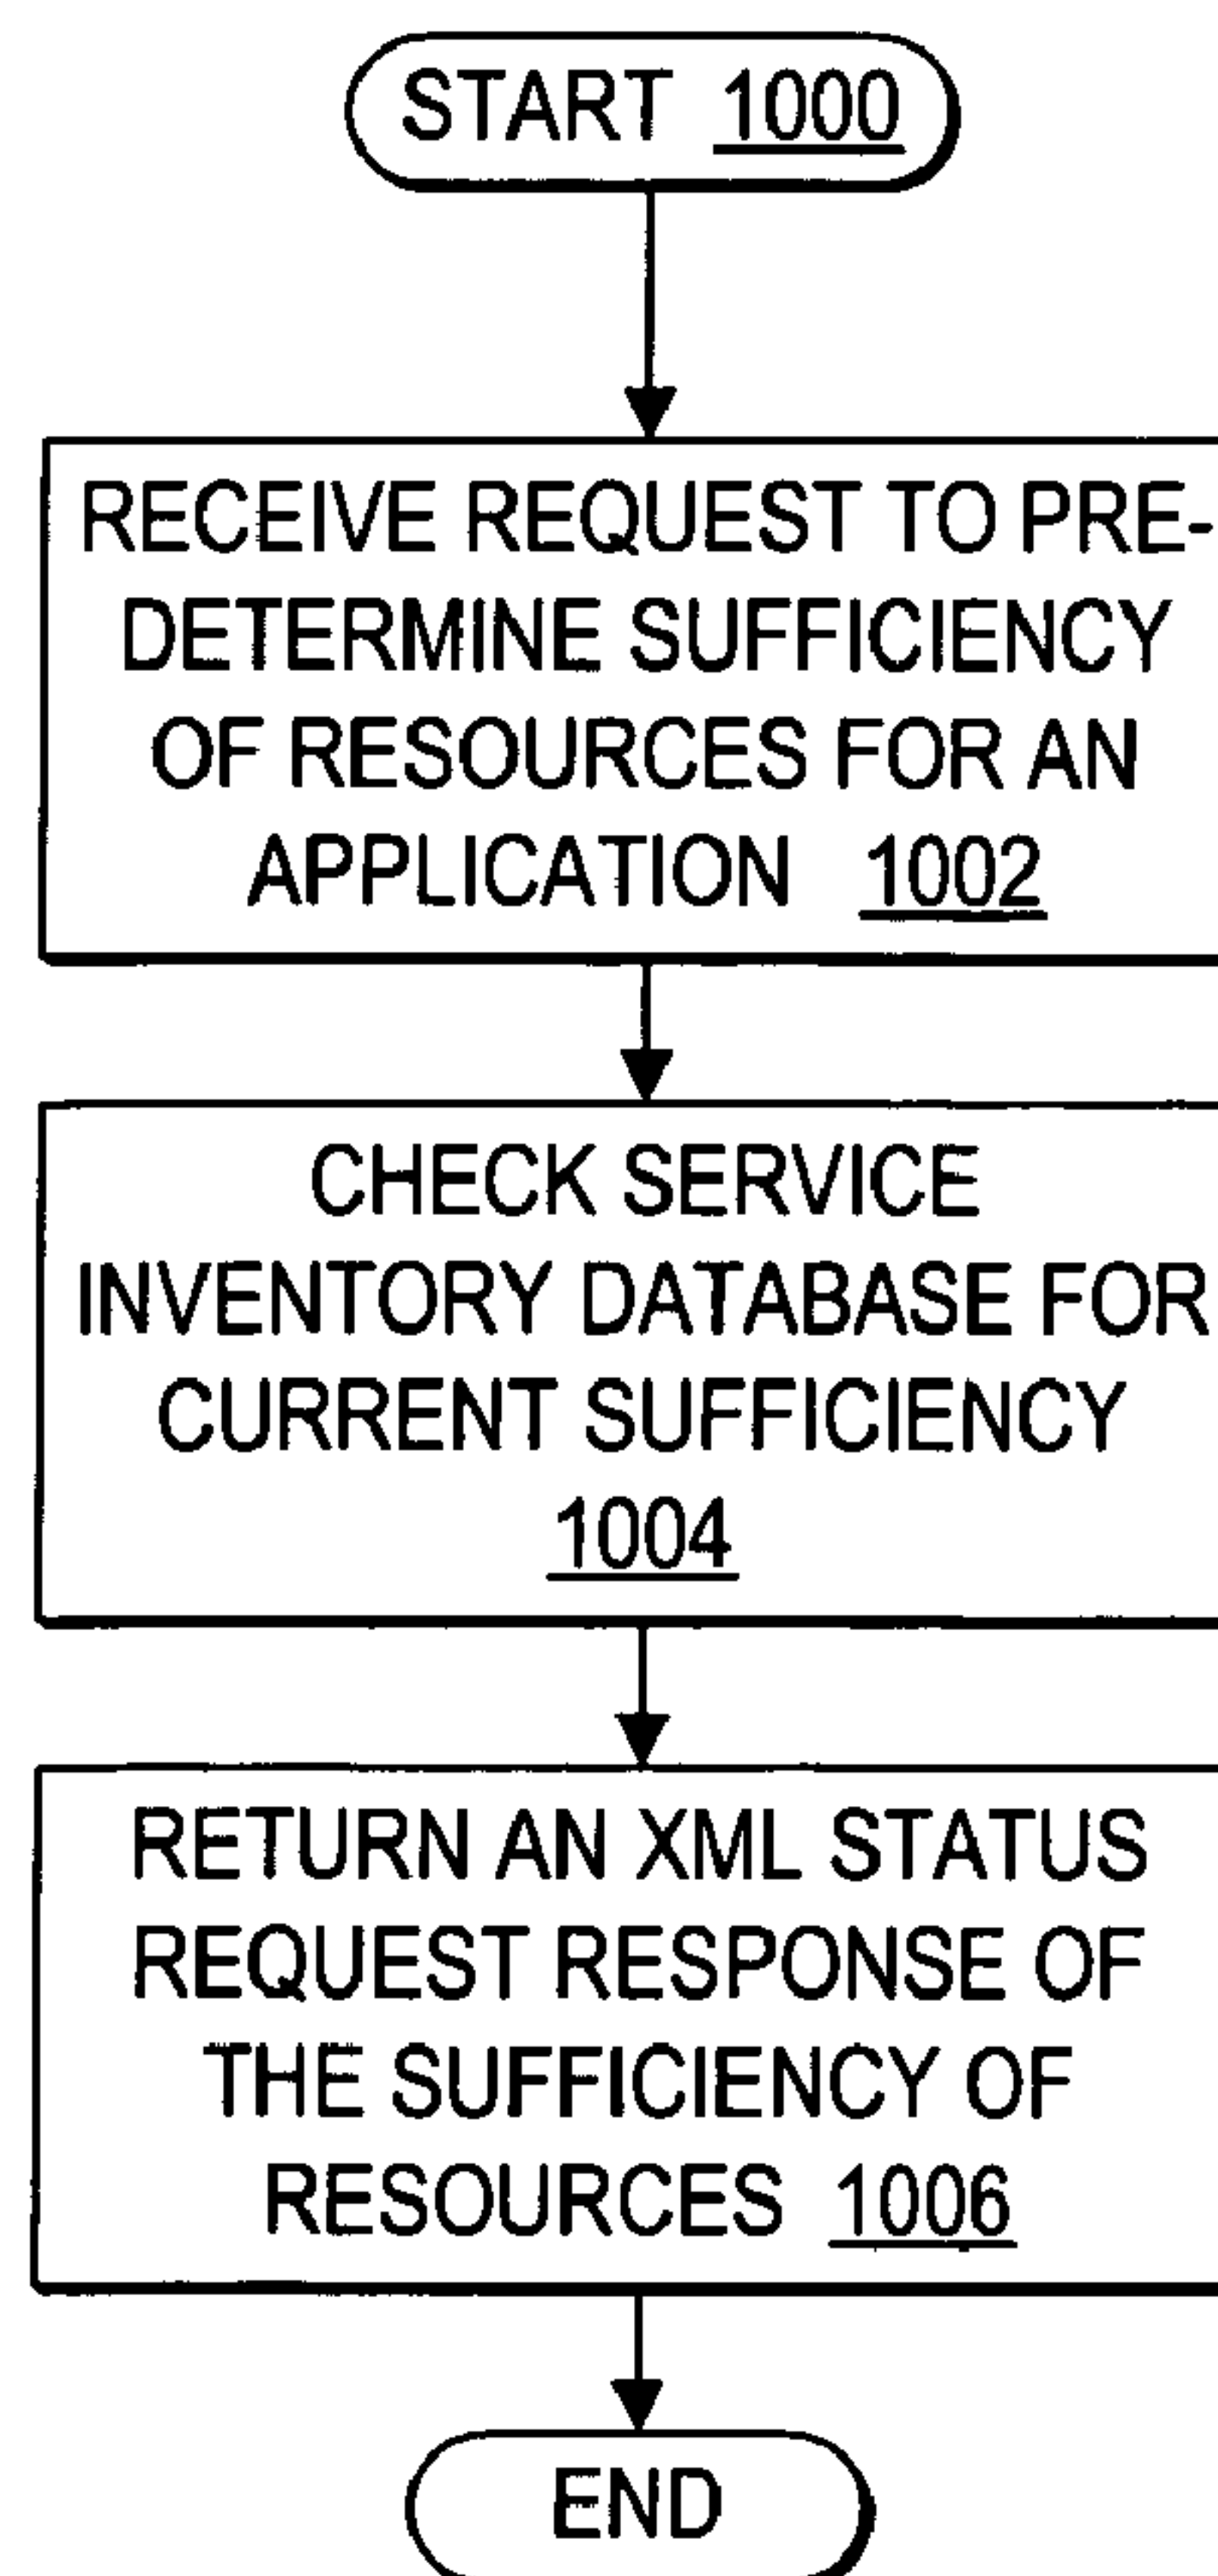 START 1000
RECEIVE REQUEST TO PRE-
DETERMINE SUFFICIENCY
OF RESOURCES FOR AN
APPLICATION 1002
CHECK SERVICE
INVENTORY DATABASE FOR
CURRENT SUFFICIENCY
1004
RETURN AN XML STATUS
REQUEST RESPONSE OF
THE SUFFICIENCY OF
RESOURCES 1006
END